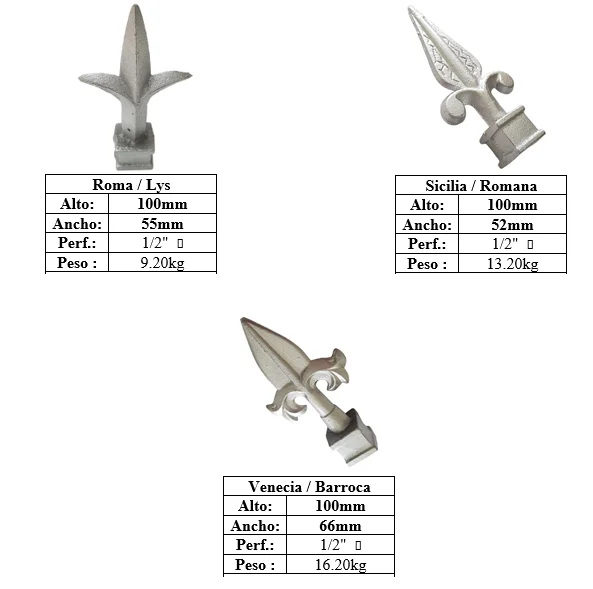 Roma / Lys
Alto: 100mm
Ancho: 55mm
Perf.: 1/2" ▯
Peso : 9.20kg
Sicilia / Romana
Alto: 100mm
Ancho: 52mm
Perf.: 1/2" ▯
Peso : 13.20kg
Venecia / Barroca
Alto: 100mm
Ancho: 66mm
Perf.: 1/2" ▯
Peso : 16.20kg